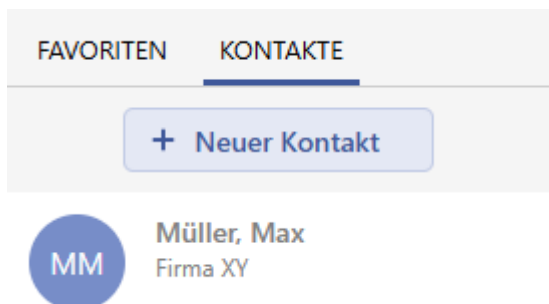 FAVORITEN KONTAKTE
+ Neuer Kontakt
Müller, Max
MM
Firma XY